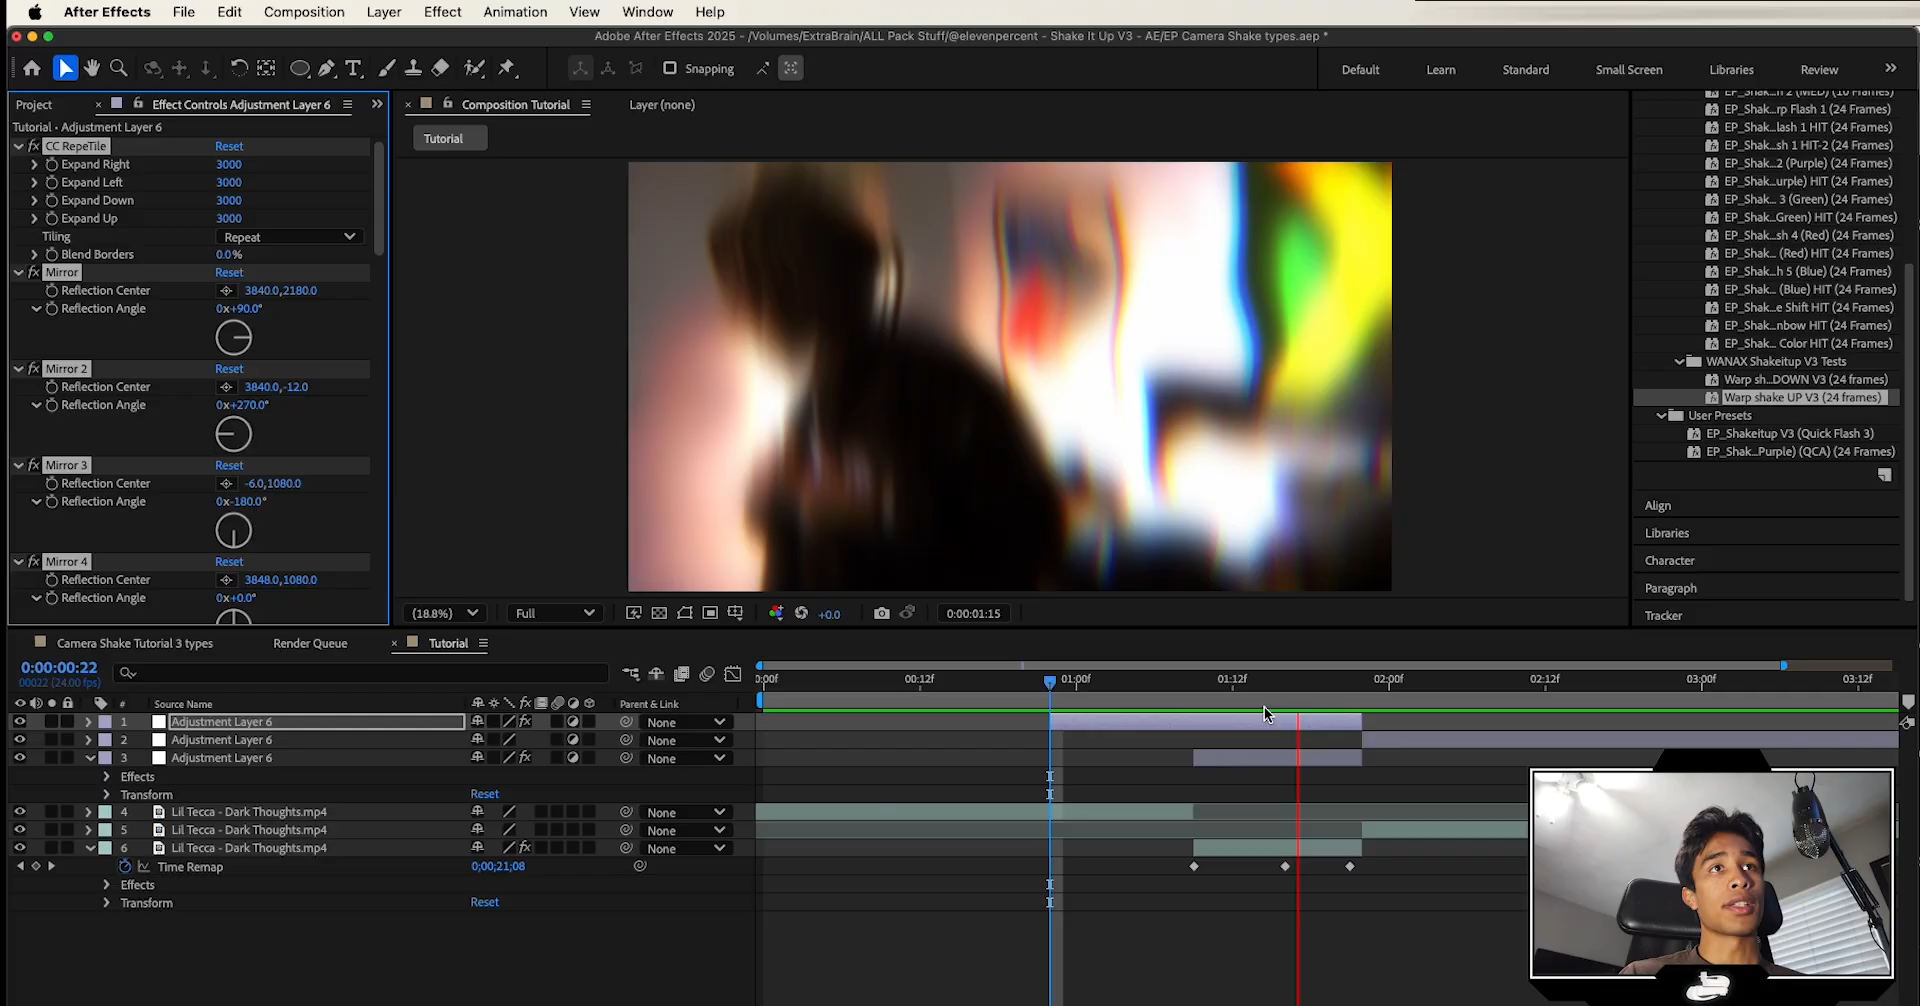 After Effects File Edit Composition Layer Effect Animation View Window Help
Adobe After Effects 2025 - /Volumes/ExtraBrain/ALL Pack Stuff/@elevenpercent - Shake It Up V3 - AE/EP Camera Shake types.aep *
Snapping
Default Learn Standard Small Screen Libraries Review
Project Effect Controls Adjustment Layer 6
Tutorial • Adjustment Layer 6
fx CC RepeTile Reset
Expand Right 3000
Expand Left 3000
Expand Down 3000
Expand Up 3000
Tiling Repeat
Blend Borders 0.0%
fx Mirror Reset
Reflection Center 3840.0,2180.0
Reflection Angle 0x+90.0°
fx Mirror 2 Reset
Reflection Center 3840.0,-12.0
Reflection Angle 0x+270.0°
fx Mirror 3 Reset
Reflection Center -6.0,1080.0
Reflection Angle 0x-180.0°
fx Mirror 4 Reset
Reflection Center 3848.0,1080.0
Reflection Angle 0x+0.0°
Composition Tutorial Layer (none)
Tutorial
(18.8%) Full +0.0 0:00:01:15
EP_Shak...n 2 (MED) (10 Frames)
EP_Shak...rp Flash 1 (24 Frames)
EP_Shak...lash 1 HIT (24 Frames)
EP_Shak...sh 1 HIT-2 (24 Frames)
EP_Shak...2 (Purple) (24 Frames)
EP_Shak...urple) HIT (24 Frames)
EP_Shak... 3 (Green) (24 Frames)
EP_Shak...Green) HIT (24 Frames)
EP_Shak...sh 4 (Red) (24 Frames)
EP_Shak... (Red) HIT (24 Frames)
EP_Shak...h 5 (Blue) (24 Frames)
EP_Shak... (Blue) HIT (24 Frames)
EP_Shak...e Shift HIT (24 Frames)
EP_Shak...nbow HIT (24 Frames)
EP_Shak... Color HIT (24 Frames)
WANAX Shakeitup V3 Tests
Warp sh...DOWN V3 (24 frames)
Warp shake UP V3 (24 frames)
User Presets
EP_Shakeitup V3 (Quick Flash 3)
EP_Shak...Purple) (QCA) (24 Frames)
Align
Libraries
Character
Paragraph
Tracker
Camera Shake Tutorial 3 types Render Queue Tutorial
0:00:00:22
00022 (24.00 fps)
0:00f 00:12f 01:00f 01:12f 02:00f 02:12f 03:00f 03:12f
# Source Name fx Parent & Link
1 Adjustment Layer 6 fx None
2 Adjustment Layer 6 None
3 Adjustment Layer 6 fx None
Effects
Transform Reset
4 Lil Tecca - Dark Thoughts.mp4 None
5 Lil Tecca - Dark Thoughts.mp4 None
6 Lil Tecca - Dark Thoughts.mp4 fx None
Time Remap 0;00;21;08
Effects
Transform Reset